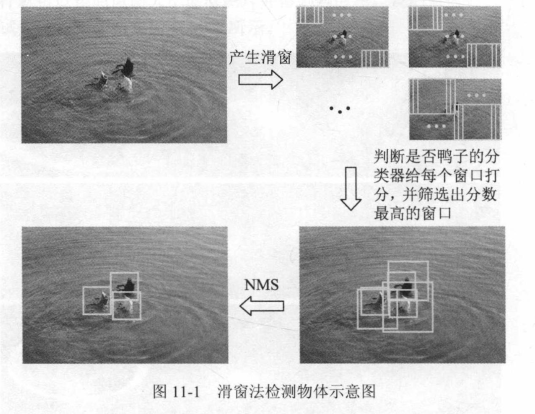 产生滑窗
判断是否鸭子的分
类器给每个窗口打
分，并筛选出分数
最高的窗口
NMS
图 11-1 滑窗法检测物体示意图